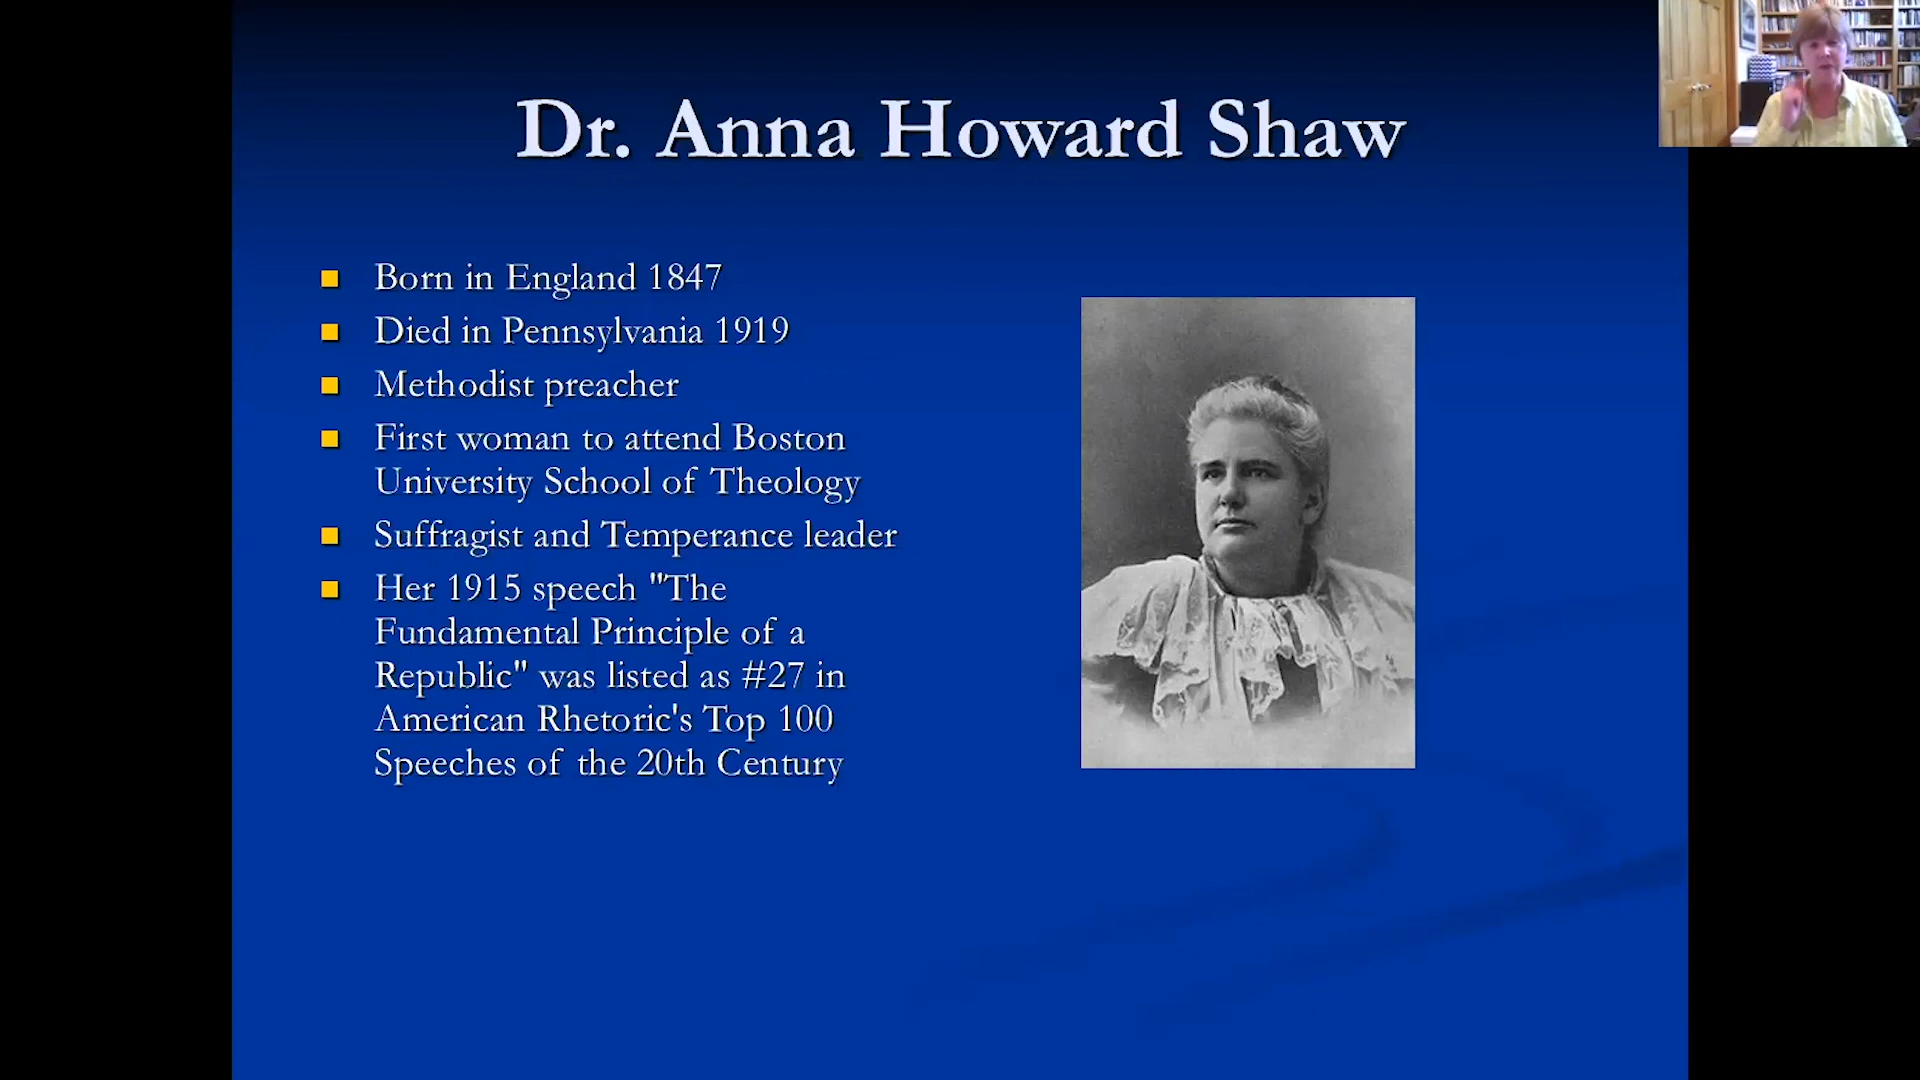 Dr. Anna Howard Shaw
Born in England 1847
Died in Pennsylvania 1919
Methodist preacher
First woman to attend Boston
University School of Theology
Suffragist and Temperance leader
Her 1915 speech "The
Fundamental Principle of a
Republic" was listed as #27 in
American Rhetoric's Top 100
Speeches of the 20th Century